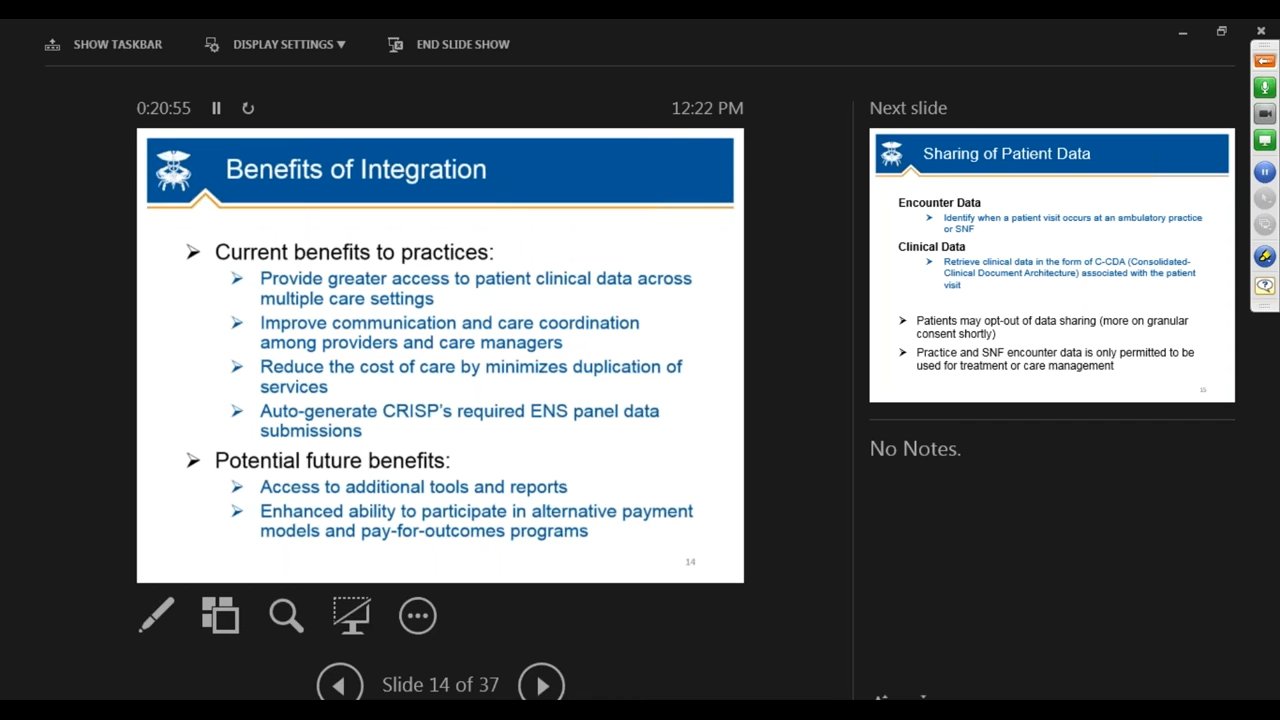 SHOW TASKBAR
DISPLAY SETTINGS ▼
END SLIDE SHOW
0:20:55
12:22 PM
Benefits of Integration
Current benefits to practices:
Provide greater access to patient clinical data across
multiple care settings
Improve communication and care coordination
among providers and care managers
Reduce the cost of care by minimizes duplication of
services
Auto-generate CRISP's required ENS panel data
submissions
Potential future benefits:
Access to additional tools and reports
Enhanced ability to participate in alternative payment
models and pay-for-outcomes programs
14
Slide 14 of 37
Next slide
Sharing of Patient Data
Encounter Data
Identify when a patient visit occurs at an ambulatory practice
or SNF
Clinical Data
Retrieve clinical data in the form of C-CDA (Consolidated-
Clinical Document Architecture) associated with the patient
visit
Patients may opt-out of data sharing (more on granular
consent shortly)
Practice and SNF encounter data is only permitted to be
used for treatment or care management
15
No Notes.